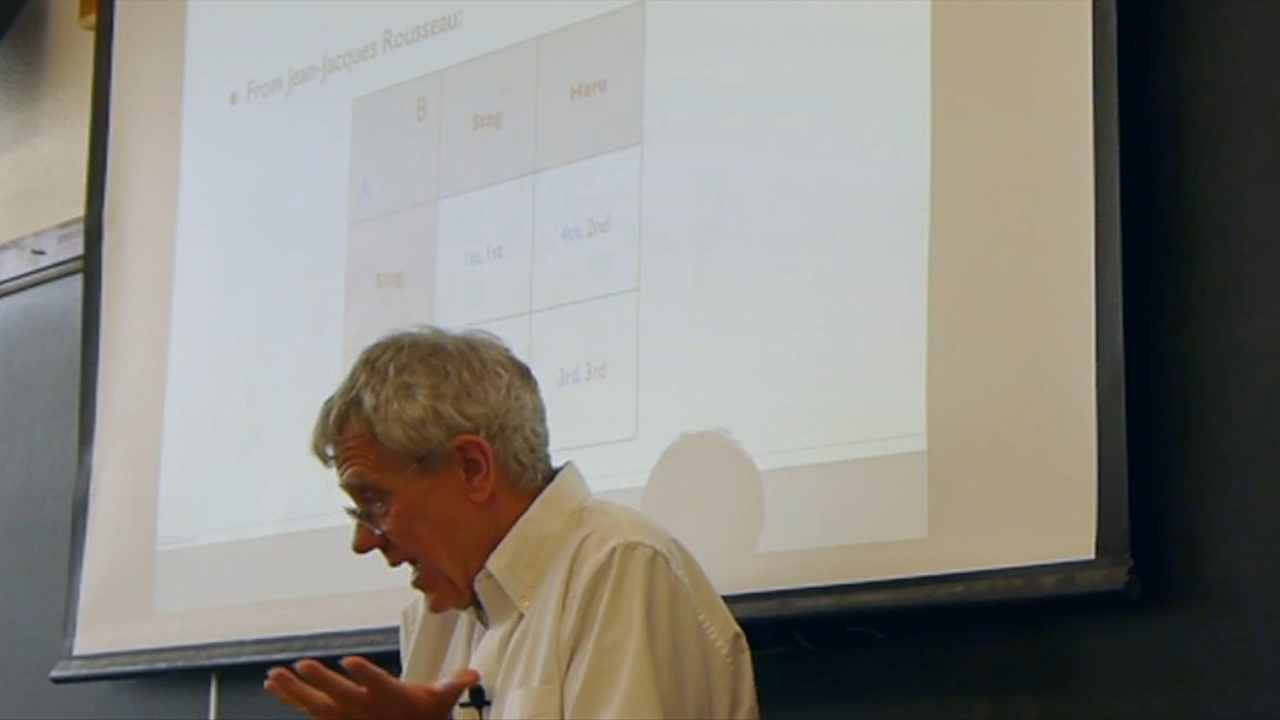 • From Jean-Jacques Rousseau:
B Stag Hare
A
Stag 1st, 1st 4th, 2nd
3rd, 3rd